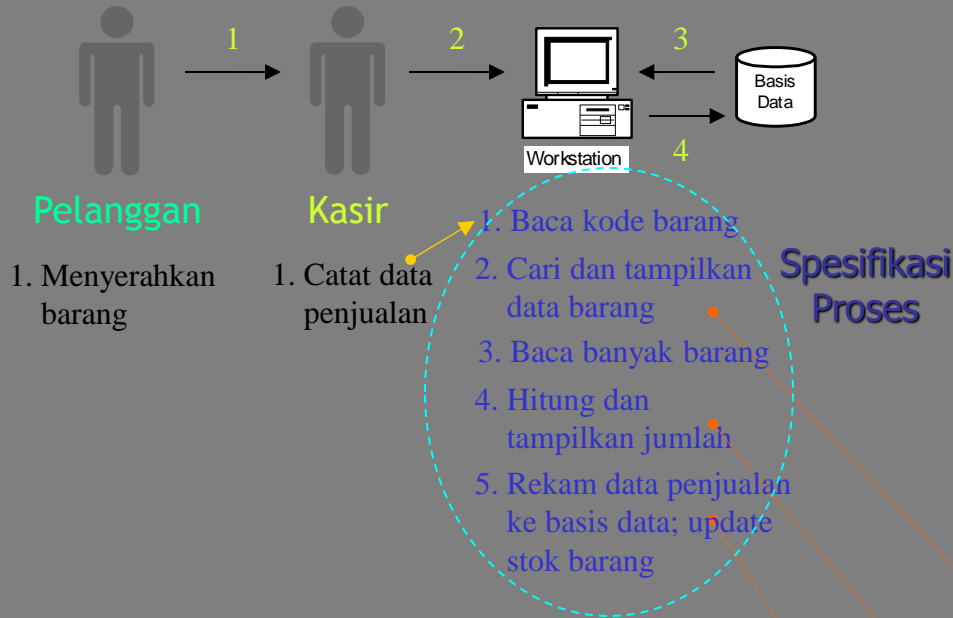 1
2
3
Basis
Data
4
Workstation
Pelanggan
Kasir
1. Menyerahkan
barang
1. Catat data
penjualan
1. Baca kode barang
2. Cari dan tampilkan
data barang
3. Baca banyak barang
4. Hitung dan
tampilkan jumlah
5. Rekam data penjualan
ke basis data; update
stok barang
Spesifikasi
Proses